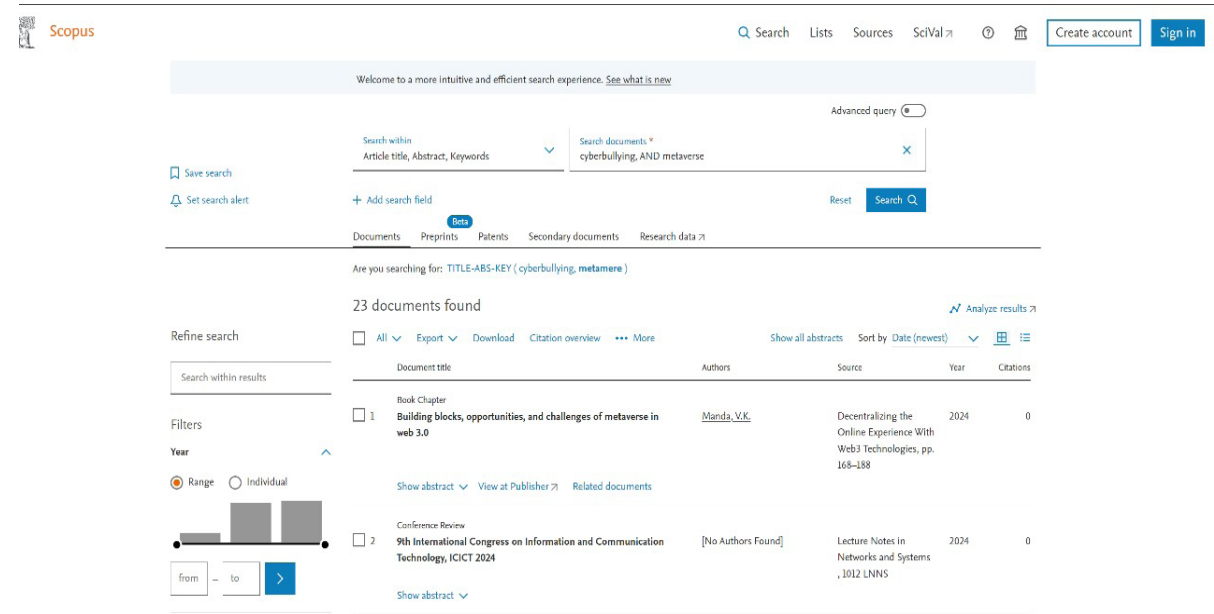 Scopus
Search Lists Sources SciVal Create account Sign in
Welcome to a more intuitive and efficient search experience. See what is new
Advanced query
Search within
Article title, Abstract, Keywords
Search documents *
cyberbullying, AND metaverse
Save search
Set search alert
+ Add search field
Reset Search
Beta
Documents Preprints Patents Secondary documents Research data
Are you searching for: TITLE-ABS-KEY ( cyberbullying, metamere )
23 documents found
Analyze results
Refine search
Search within results
Filters
Year
Range Individual
from – to
All Export Download Citation overview ••• More
Show all abstracts Sort by Date (newest)
Document title Authors Source Year Citations
Book Chapter
1 Building blocks, opportunities, and challenges of metaverse in
web 3.0
Manda, V.K.
Decentralizing the
Online Experience With
Web3 Technologies, pp.
168–188
2024 0
Show abstract View at Publisher Related documents
Conference Review
2 9th International Congress on Information and Communication
Technology, ICICT 2024
[No Authors Found]
Lecture Notes in
Networks and Systems
, 1012 LNNS
2024 0
Show abstract